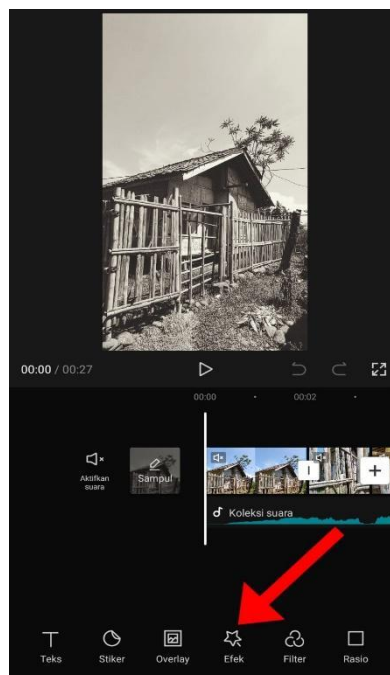 00:00 / 00:27
00:00
00:02
Aktifkan
suara
Sampul
Koleksi suara
Teks
Stiker
Overlay
Efek
Filter
Rasio